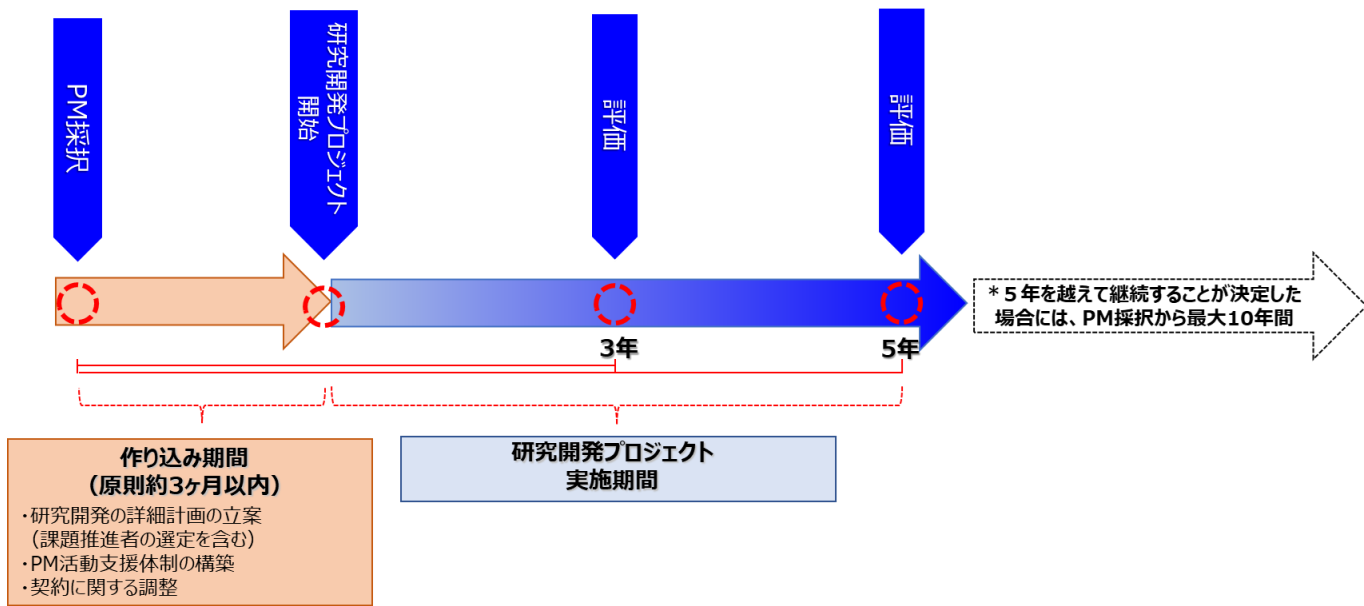 PM採択
研究開発プロジェクト
開始
評価
評価
3年
5年
*５年を越えて継続することが決定した
場合には、PM採択から最大10年間
作り込み期間
（原則約3ヶ月以内）
・研究開発の詳細計画の立案
（課題推進者の選定を含む）
・PM活動支援体制の構築
・契約に関する調整
研究開発プロジェクト
実施期間